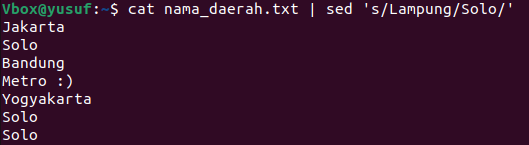 Vbox@yusuf:~$ cat nama_daerah.txt | sed 's/Lampung/Solo/'
Jakarta
Solo
Bandung
Metro :)
Yogyakarta
Solo
Solo